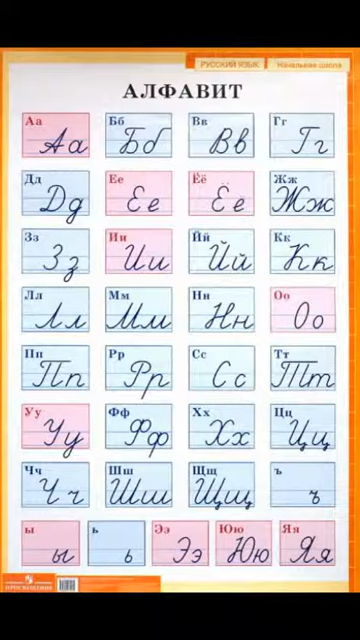 РУССКИЙ ЯЗЫК Начальная школа
АЛФАВИТ
Аа Бб Вв Гг
Аа Бб Вв Гг
Дд Ее Ёё Жж
Дд Ее Ёё Жж
Зз Ии Йй Кк
Зз Ии Йй Кк
Лл Мм Нн Оо
Лл Мм Нн Оо
Пп Рр Сс Тт
Пп Рр Сс Тт
Уу Фф Хх Цц
Уу Фф Хх Цц
Чч Шш Щщ ъ
Чч Шш Щщ ъ
ы ь Ээ Юю Яя
ы ь Ээ Юю Яя
ПРОСВЕЩЕНИЕ